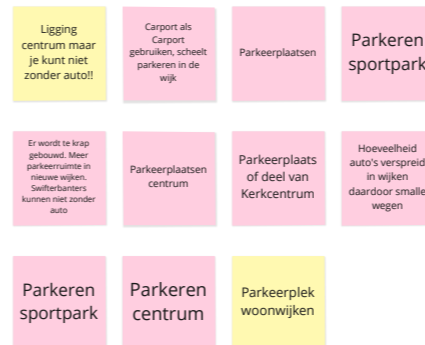 Ligging
centrum maar
je kunt niet
zonder auto!!
Carport als
Carport
gebruiken, scheelt
parkeren in de
wijk
Parkeerplaatsen
Parkeren
sportpark
Er wordt te krap
gebouwd. Meer
parkeerruimte in
nieuwe wijken.
Swifterbanters
kunnen niet zonder
auto
Parkeerplaatsen
centrum
Parkeerplaats
of deel van
Kerkcentrum
Hoeveelheid
auto's verspreid
in wijken
daardoor smalle
wegen
Parkeren
sportpark
Parkeren
centrum
Parkeerplek
woonwijken